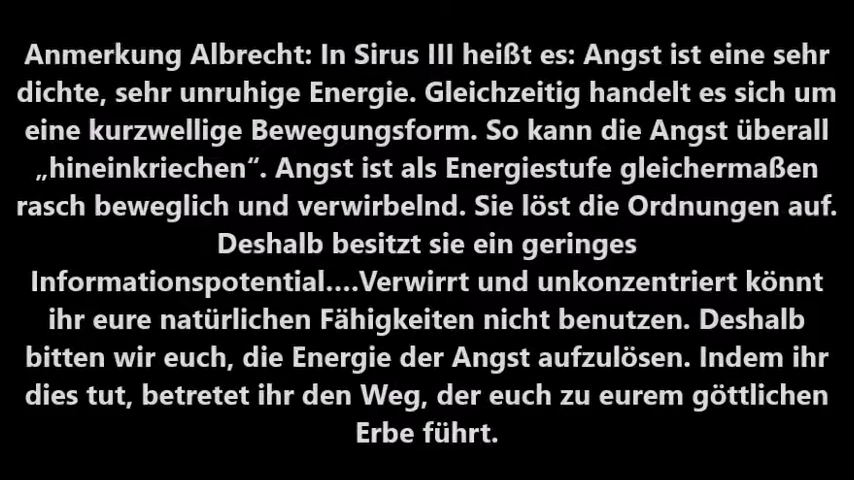 Anmerkung Albrecht: In Sirus III heißt es: Angst ist eine sehr
dichte, sehr unruhige Energie. Gleichzeitig handelt es sich um
eine kurzwellige Bewegungsform. So kann die Angst überall
„hineinkriechen“. Angst ist als Energiestufe gleichermaßen
rasch beweglich und verwirbelnd. Sie löst die Ordnungen auf.
Deshalb besitzt sie ein geringes
Informationspotential....Verwirrt und unkonzentriert könnt
ihr eure natürlichen Fähigkeiten nicht benutzen. Deshalb
bitten wir euch, die Energie der Angst aufzulösen. Indem ihr
dies tut, betretet ihr den Weg, der euch zu eurem göttlichen
Erbe führt.